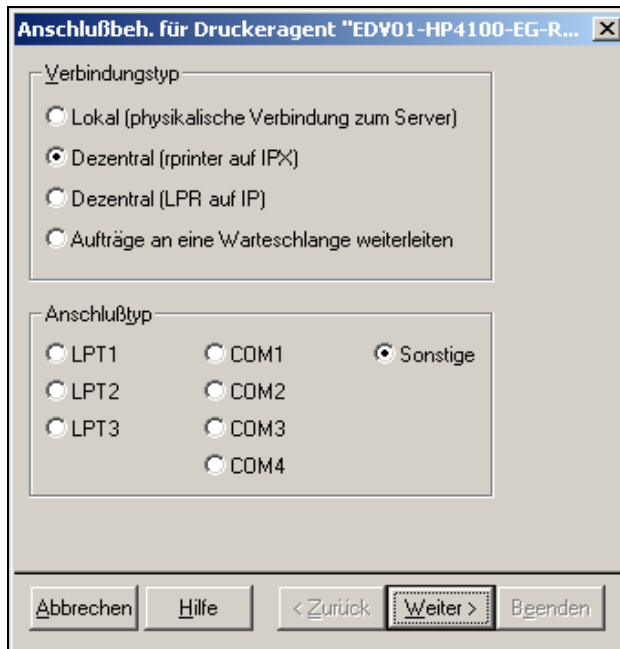 Anschlußbeh. für Druckeragent "EDV01-HP4100-EG-R...
Verbindungstyp
Lokal (physikalische Verbindung zum Server)
Dezentral (rprinter auf IPX)
Dezentral (LPR auf IP)
Aufträge an eine Warteschlange weiterleiten
Anschlußtyp
LPT1 COM1 Sonstige
LPT2 COM2
LPT3 COM3
COM4
Abbrechen Hilfe < Zurück Weiter > Beenden